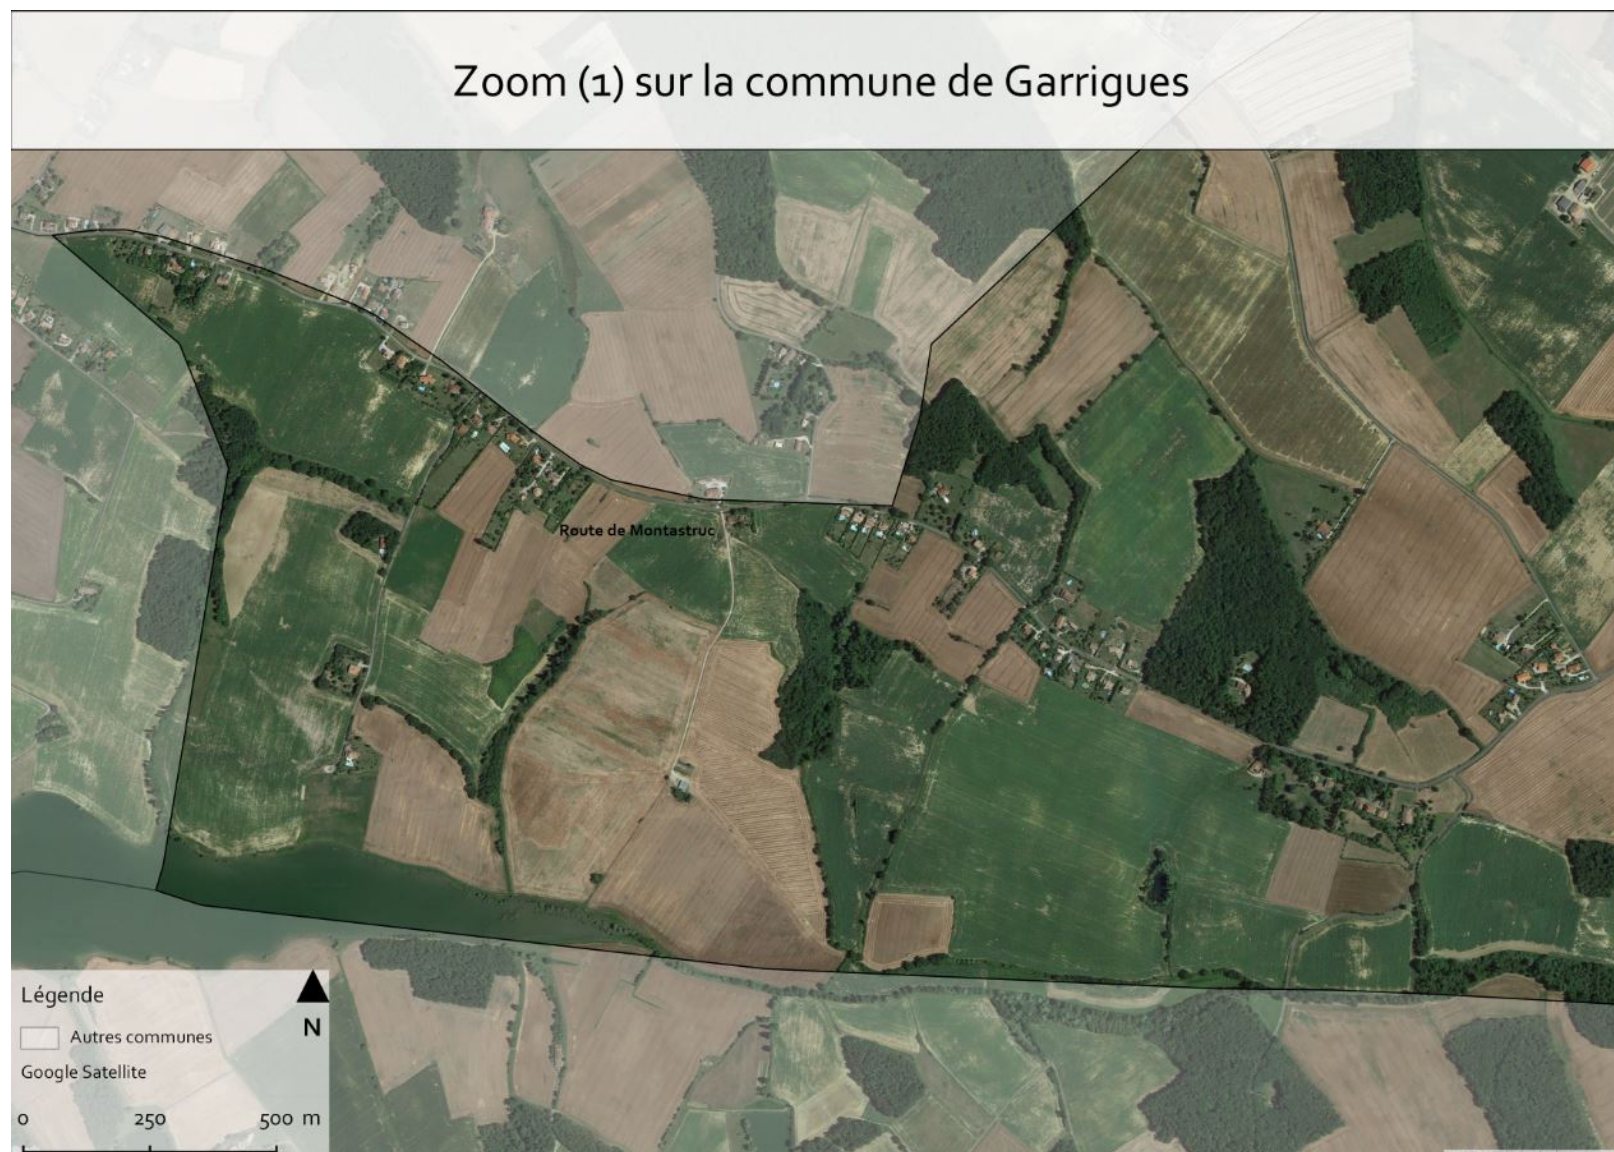 Zoom (1) sur la commune de Garrigues
Route de Montastruc
Légende
N
Autres communes
Google Satellite
0 250 500 m